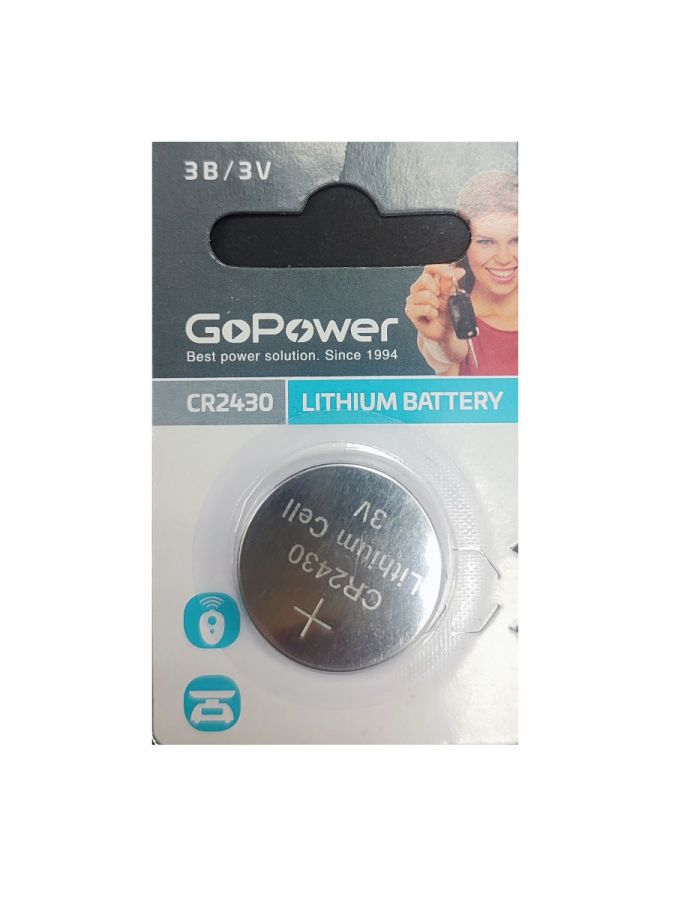 3В/3V
GoPower
Best power solution. Since 1994
CR2430
LITHIUM BATTERY
3V
Lithium Cell
CR2430
+